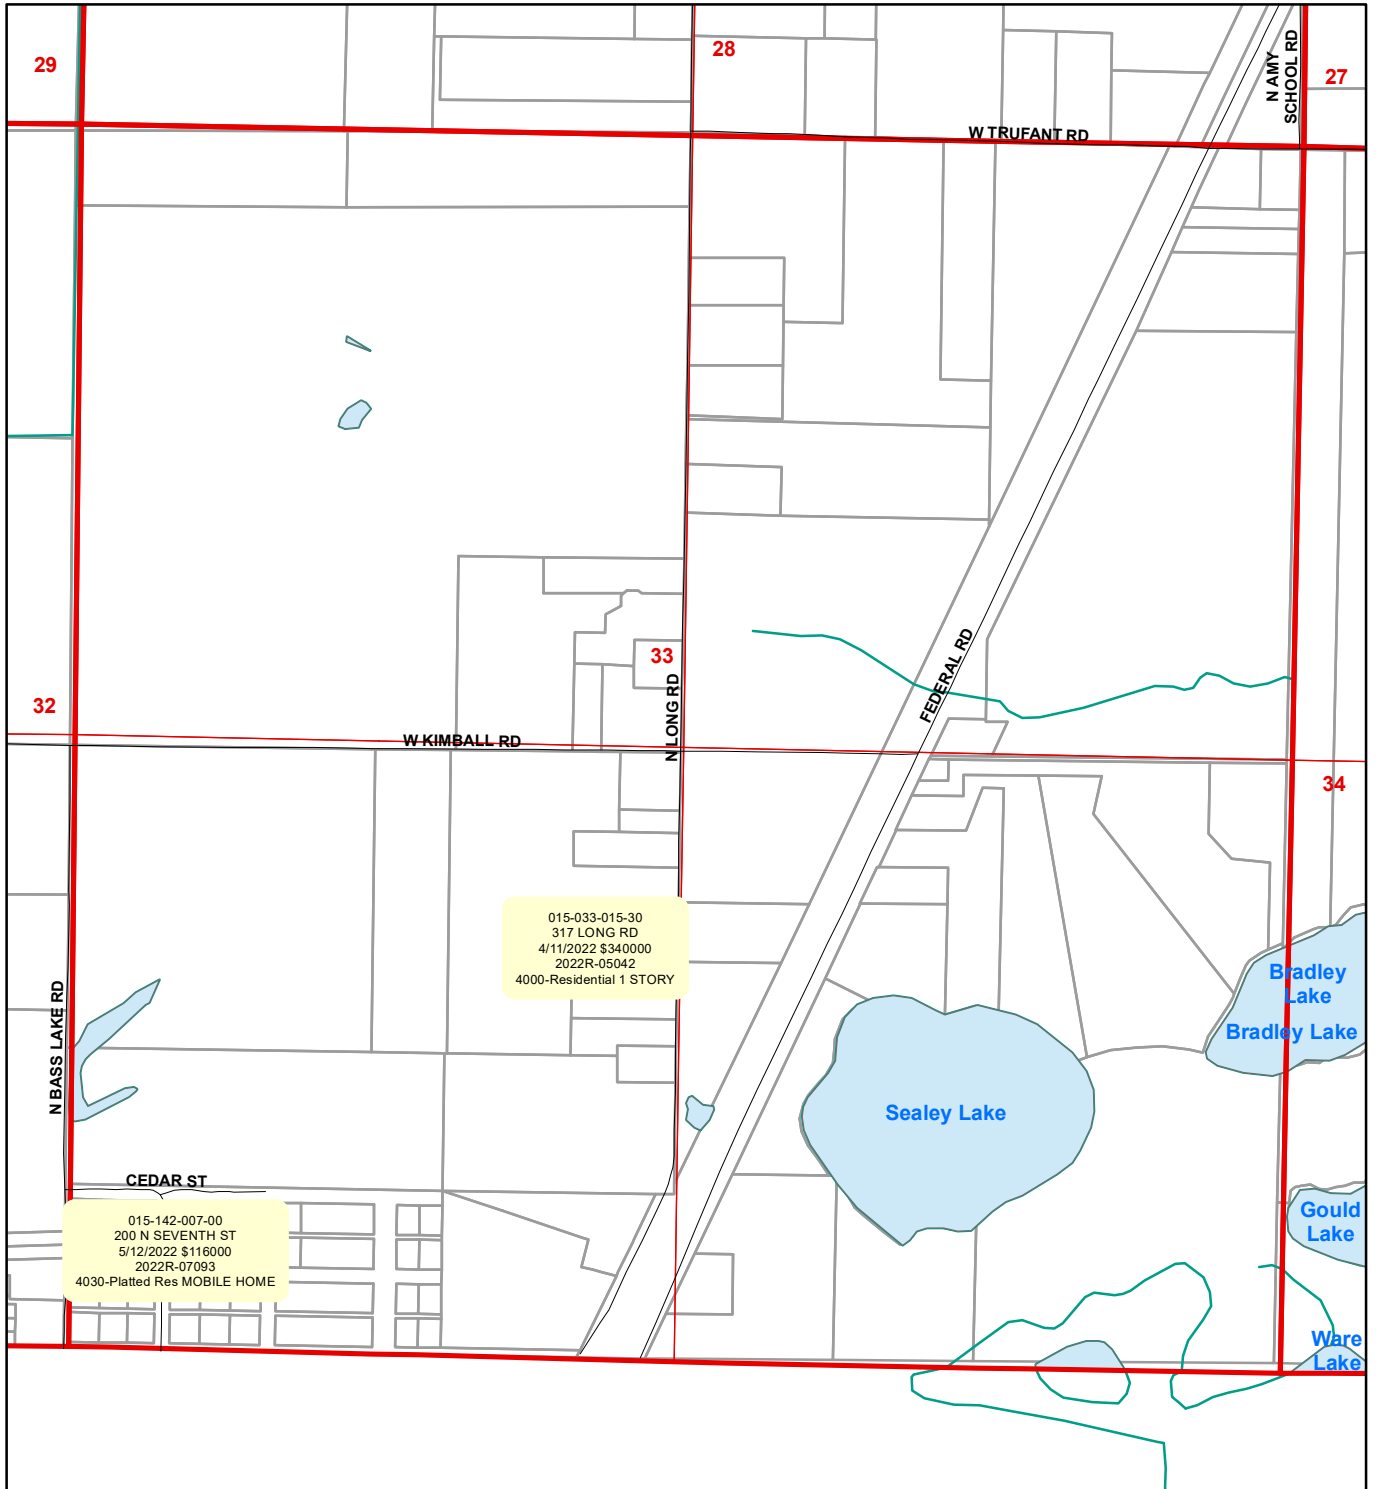 29
28
27
N AMY
SCHOOL RD
W TRUFANT RD
33
32
N LONG RD
FEDERAL RD
W KIMBALL RD
34
015-033-015-30
317 LONG RD
4/11/2022 $340000
2022R-05042
4000-Residential 1 STORY
N BASS LAKE RD
Bradley
Lake
Bradley Lake
Sealey Lake
CEDAR ST
015-142-007-00
200 N SEVENTH ST
5/12/2022 $116000
2022R-07093
4030-Platted Res MOBILE HOME
Gould
Lake
Ware
Lake